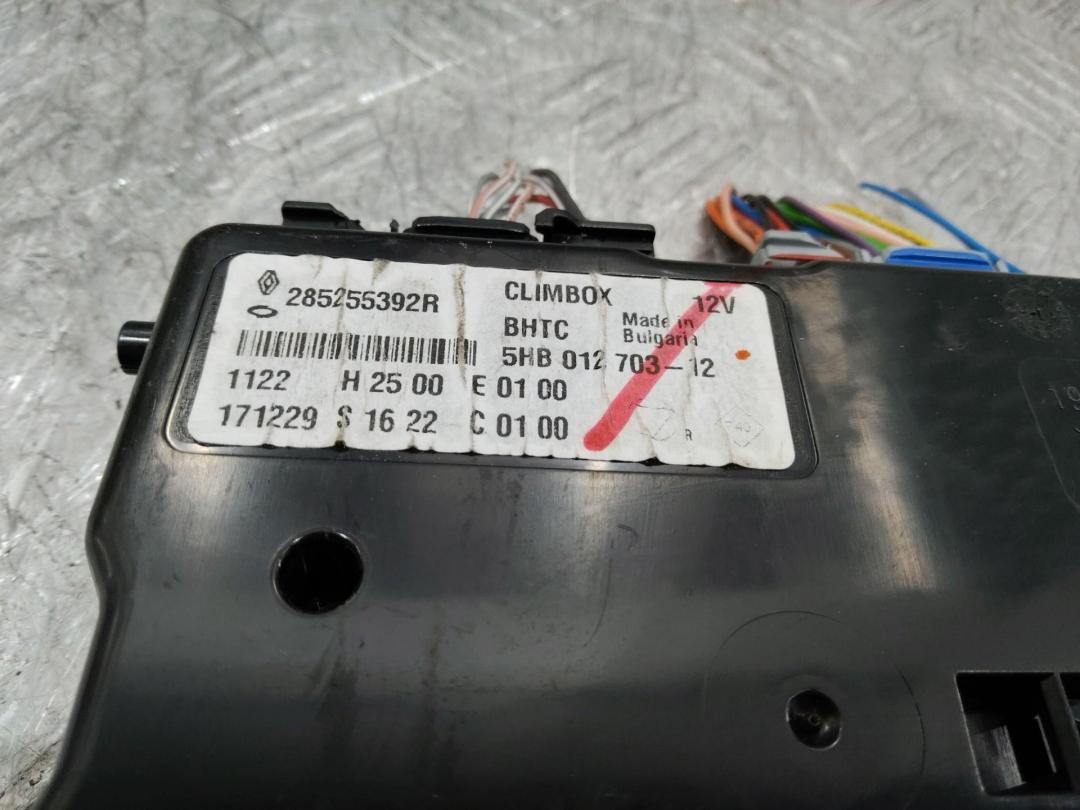 285255392R CLIMBOX 12V
BHTC Made in Bulgaria
5HB 012 703-12
1122 H 25 00 E 01 00
171229 S 16 22 C 01 00
R